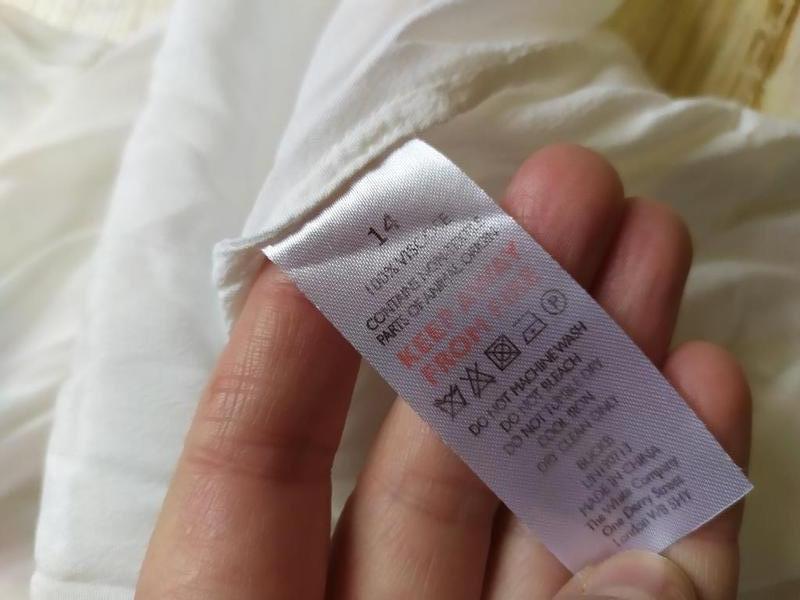 14
100% VISCOSE
CONTAINS NON-TEXTILE
PARTS OF ANIMAL ORIGIN
KEEP AWAY
FROM FIRE
P
DO NOT MACHINE WASH
DO NOT BLEACH
DO NOT TUMBLE DRY
COOL IRON
DRY CLEAN ONLY
MADE IN CHINA
The White Company
One Derry Street
London W8 5HY